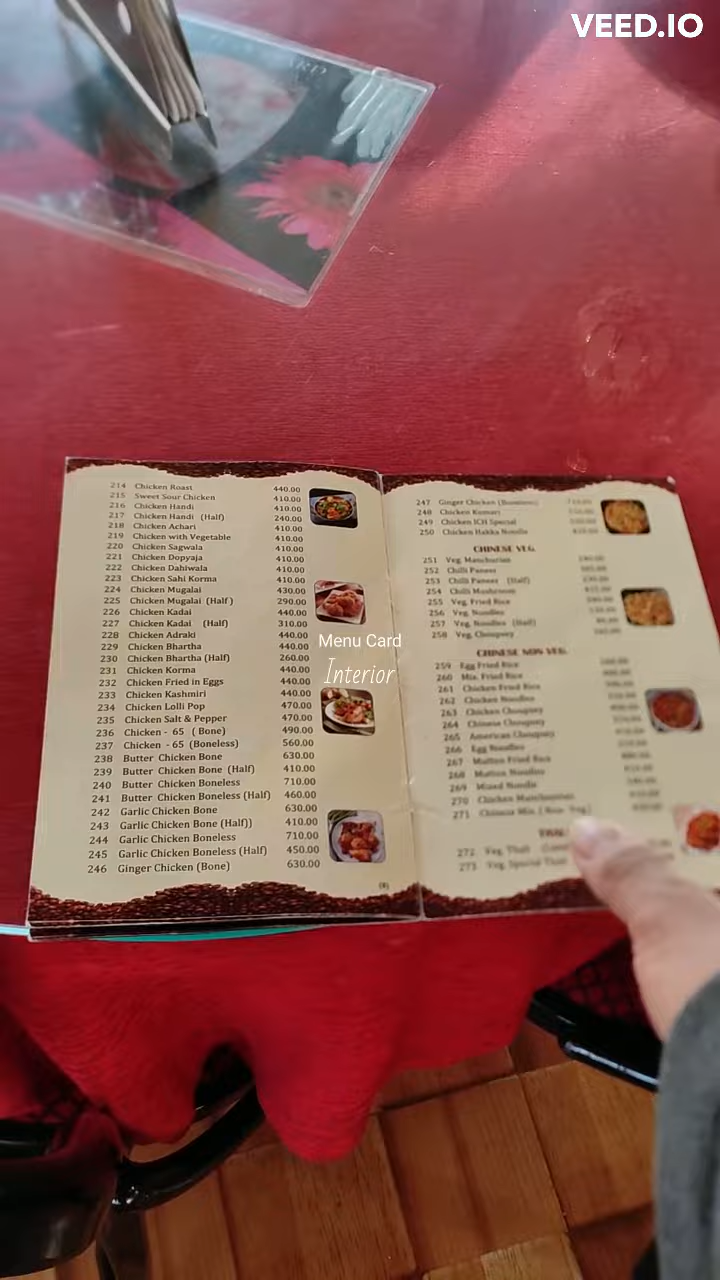 VEED.IO
214 Chicken Roast 440.00
215 Sweet Sour Chicken 410.00
216 Chicken Handi 410.00
217 Chicken Handi (Half) 240.00
218 Chicken Achari 410.00
219 Chicken with Vegetable 410.00
220 Chicken Sagwala 410.00
221 Chicken Dopyaja 410.00
222 Chicken Dahiwala 410.00
223 Chicken Sahi Korma 410.00
224 Chicken Mugalai 430.00
225 Chicken Mugalai (Half) 290.00
226 Chicken Kadai 440.00
227 Chicken Kadai (Half) 310.00
228 Chicken Adraki 440.00
229 Chicken Bhartha 440.00
230 Chicken Bhartha (Half) 260.00
231 Chicken Korma 440.00
232 Chicken Fried in Eggs 440.00
233 Chicken Kashmiri 440.00
234 Chicken Lolli Pop 470.00
235 Chicken Salt & Pepper 470.00
236 Chicken - 65 (Bone) 490.00
237 Chicken - 65 (Boneless) 560.00
238 Butter Chicken Bone 630.00
239 Butter Chicken Bone (Half) 410.00
240 Butter Chicken Boneless 710.00
241 Butter Chicken Boneless (Half) 460.00
242 Garlic Chicken Bone 630.00
243 Garlic Chicken Bone (Half)) 410.00
244 Garlic Chicken Boneless 710.00
245 Garlic Chicken Boneless (Half) 450.00
246 Ginger Chicken (Bone) 630.00
Menu Card
Interior
247 Ginger Chicken (Boneless)
248 Chicken Kumari
249 Chicken ICH Special
250 Chicken Hakka Noodle
CHINESE VEG.
251 Veg. Manchurian
252 Chilli Paneer
253 Chilli Paneer (Half)
254 Chilli Mushroom
255 Veg. Fried Rice
256 Veg. Noodles
257 Veg. Noodles (Half)
258 Veg. Choupsey
CHINESE NON VEG.
259 Egg Fried Rice
260 Mix. Fried Rice
261 Chicken Fried Rice
262 Chicken Noodles
263 Chicken Choupsey
264 Chinese Choupsey
265 American Choupsey
266 Egg Noodles
267 Mutton Fried Rice
268 Mutton Noodles
269 Mixed Noodle
270 Chicken Manchourian
271 Chinese Mix. (Non. Veg.)
272 Veg. Thali
273 Veg. Special Thali